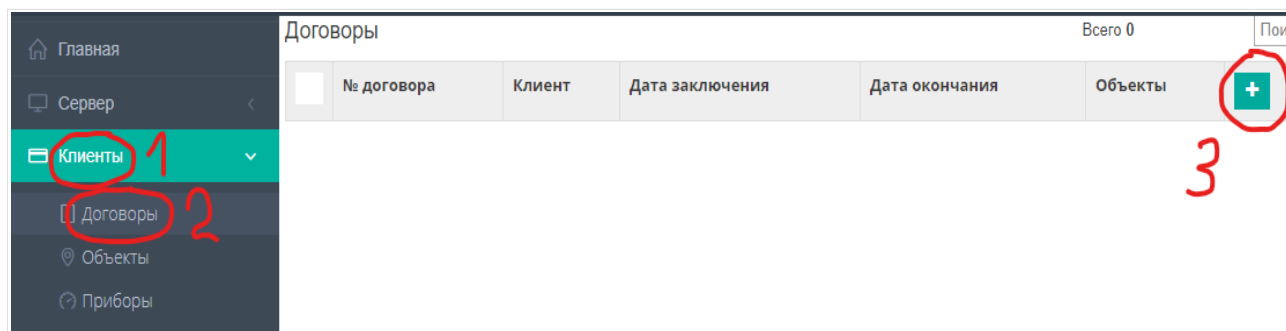 Договоры
Всего 0
Пои
Главная
№ договора Клиент Дата заключения Дата окончания Объекты +
Сервер
Клиенты 1
3
Договоры 2
Объекты
Приборы